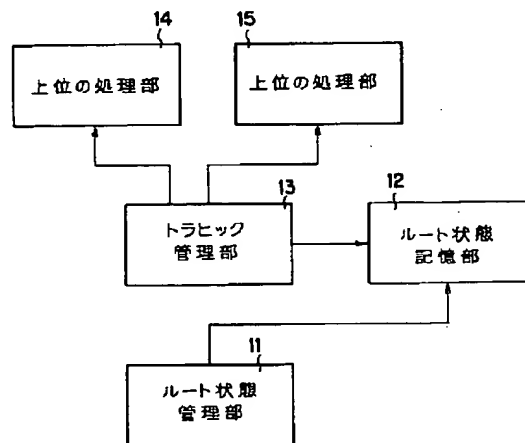 14
上位の処理部
15
上位の処理部
13
トラヒック
管理部
12
ルート状態
記憶部
11
ルート状態
管理部